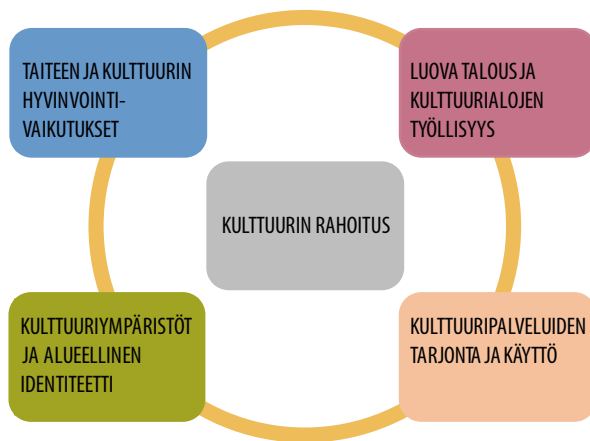 TAITEEN JA KULTTUURIN
HYVINVOINTI-
VAIKUTUKSET
LUOVA TALOUS JA
KULTTUURIALOJEN
TYÖLLISYYS
KULTTUURIN RAHOITUS
KULTTUURIYMPÄRISTÖT
JA ALUEELLINEN
IDENTITEETTI
KULTTUURIPALVELUIDEN
TARJONTA JA KÄYTTÖ